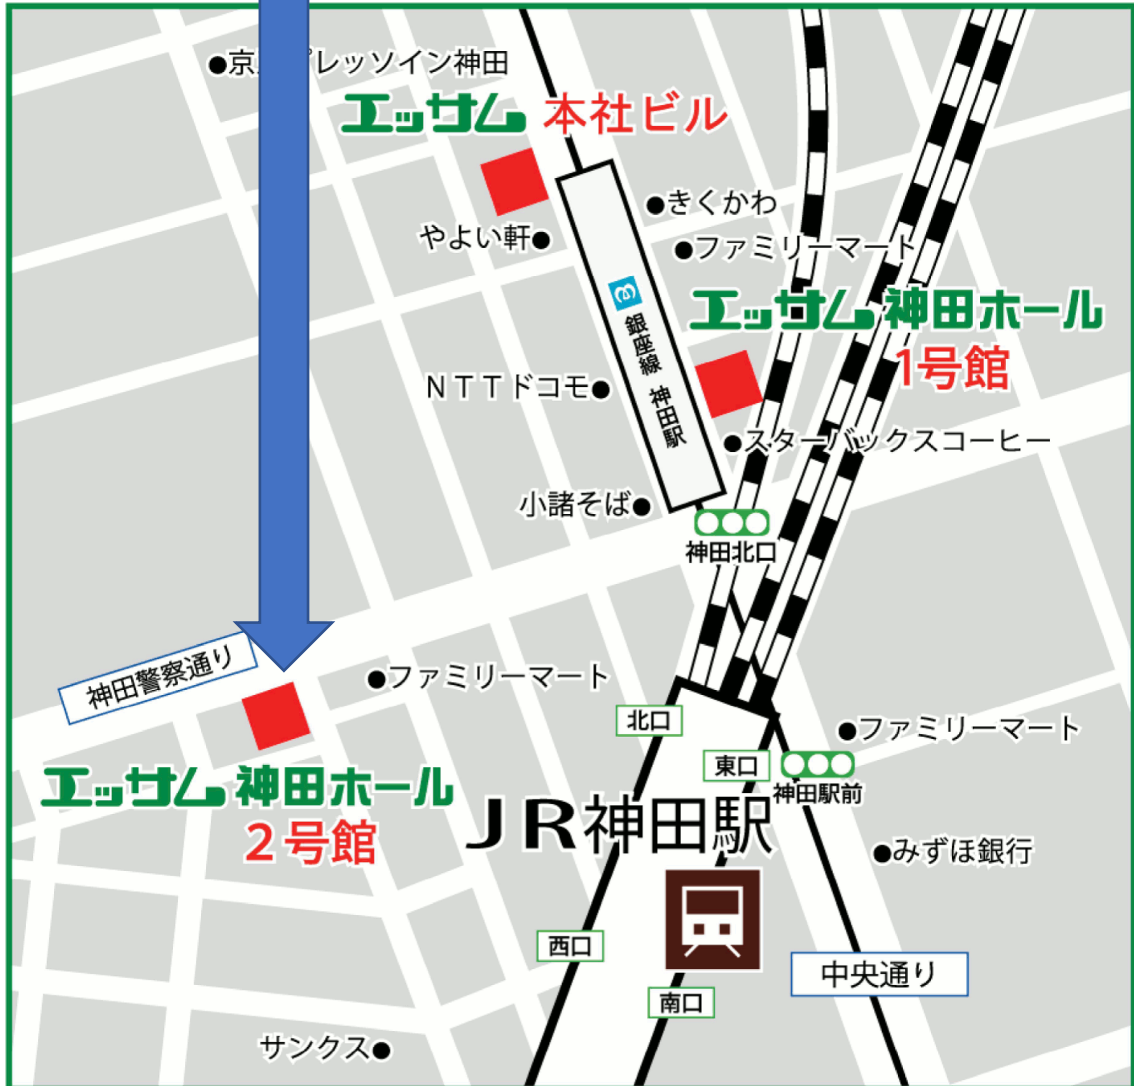 ●京 レッソイン神田
エッサム 本社ビル
●きくかわ
やよい軒●
●ファミリーマート
エッサム 神田ホール
1号館
銀座線 神田駅
NTTドコモ●
●スターバックスコーヒー
小諸そば●
神田北口
神田警察通り
●ファミリーマート
北口
●ファミリーマート
東口
神田駅前
エッサム 神田ホール
2号館
JR神田駅
●みずほ銀行
西口
中央通り
南口
サンクス●